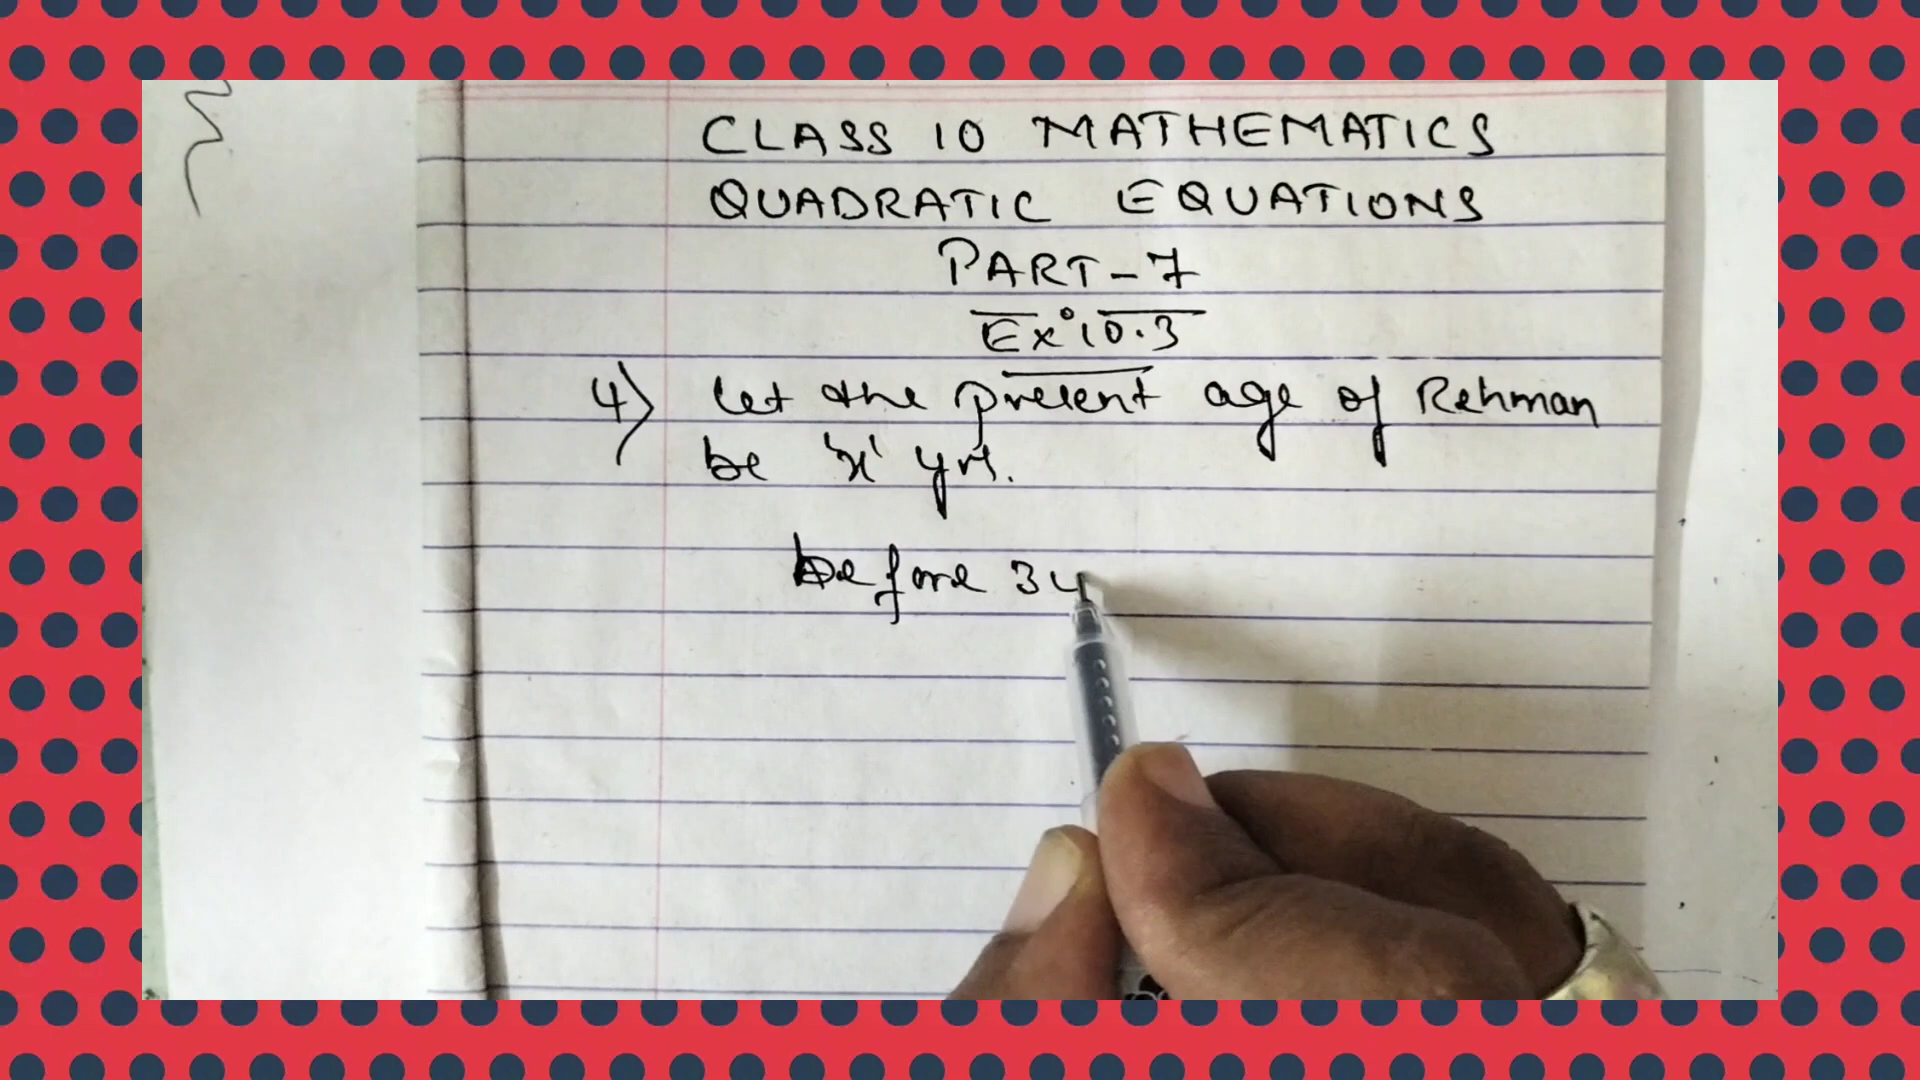 CLASS 10 MATHEMATICS
QUADRATIC EQUATIONS
PART-7
Ex° 10.3
4) let the present age of Rehman
be 'x' yrs.
before 3 y